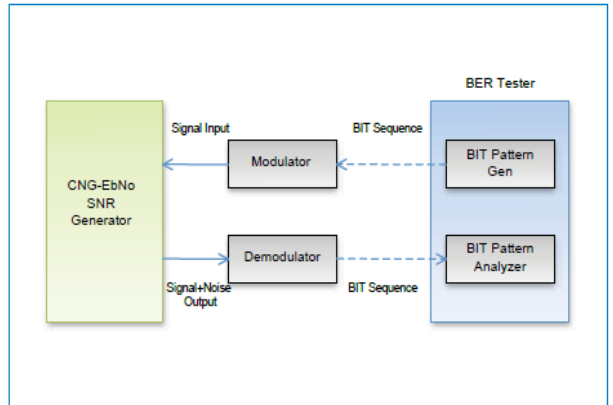 BER Tester
Signal Input
BIT Sequence
CNG-EbNo
SNR
Generator
Modulator
BIT Pattern
Gen
Demodulator
BIT Pattern
Analyzer
Signal+Noise
Output
BIT Sequence